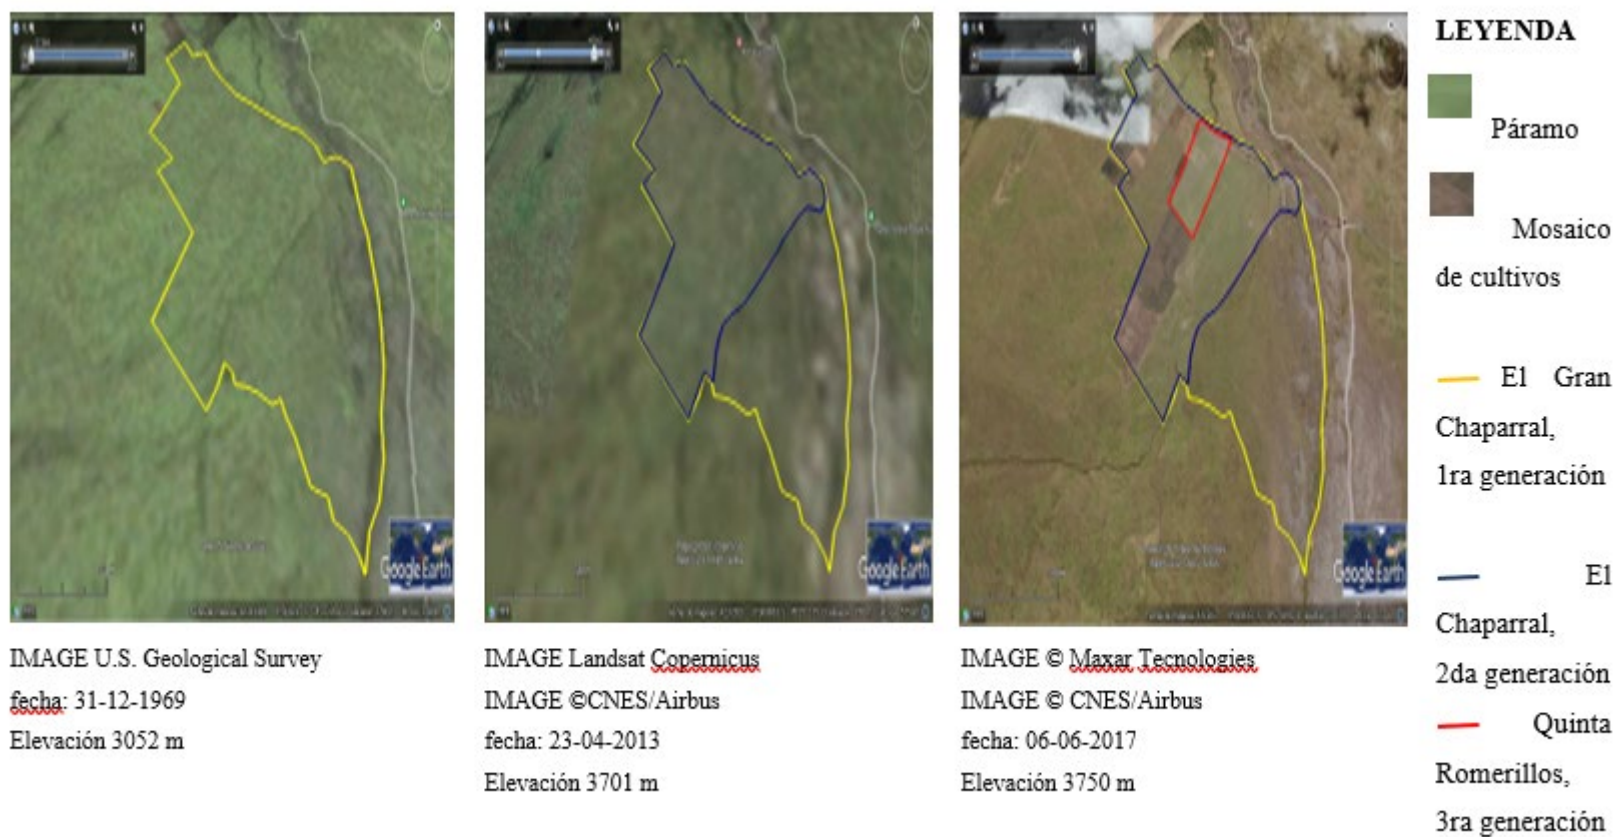 Google Earth
Google Earth
Google Earth
IMAGE U.S. Geological Survey
fecha: 31-12-1969
Elevación 3052 m
IMAGE Landsat Copernicus
IMAGE ©CNES/Airbus
fecha: 23-04-2013
Elevación 3701 m
IMAGE © Maxar Tecnologies
IMAGE © CNES/Airbus
fecha: 06-06-2017
Elevación 3750 m
LEYENDA
Páramo
Mosaico
de cultivos
El Gran
Chaparral,
1ra generación
El
Chaparral,
2da generación
Quinta
Romerillos,
3ra generación